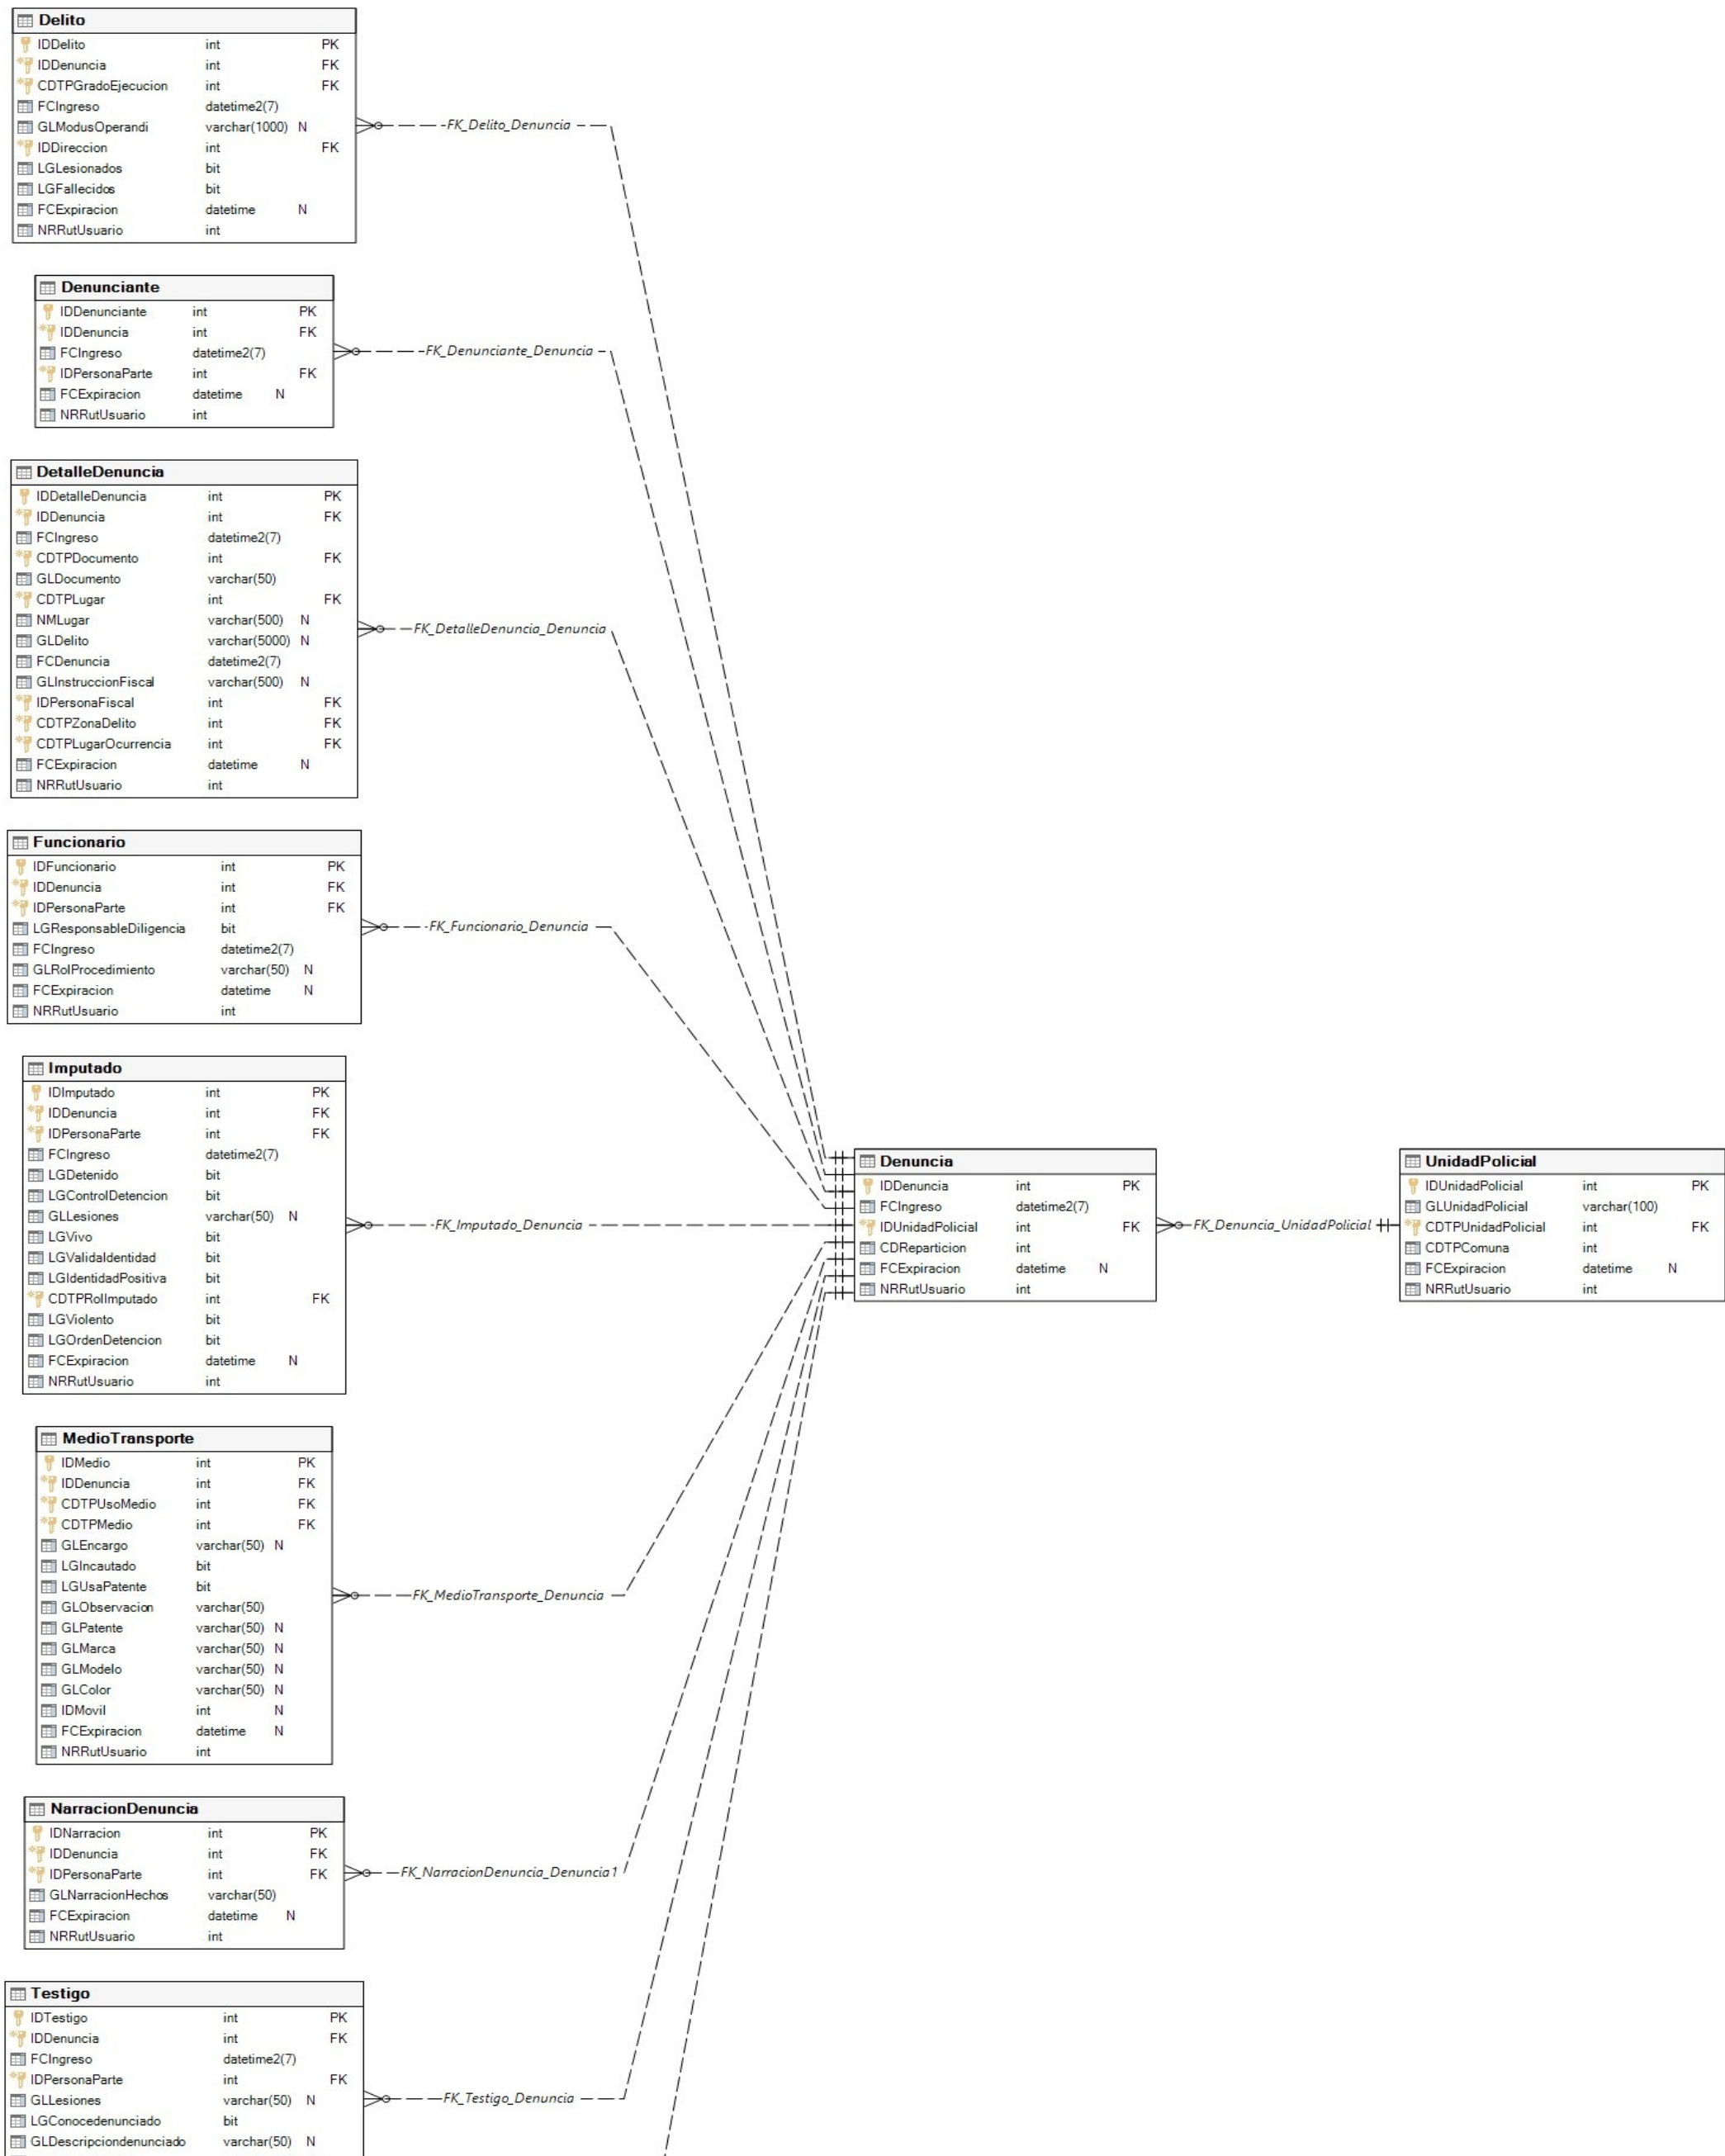 Delito
IDDelito int PK
IDDenuncia int FK
CDTPGradoEjecucion int FK
FCIngreso datetime2(7)
GLModusOperandi varchar(1000) N
IDDireccion int FK
LGLesionados bit
LGFallecidos bit
FCExpiracion datetime N
NRRutUsuario int
FK_Delito_Denuncia
Denunciante
IDDenunciante int PK
IDDenuncia int FK
FCIngreso datetime2(7)
IDPersonaParte int FK
FCExpiracion datetime N
NRRutUsuario int
FK_Denunciante_Denuncia
DetalleDenuncia
IDDetalleDenuncia int PK
IDDenuncia int FK
FCIngreso datetime2(7)
CDTPDocumento int FK
GLDocumento varchar(50)
CDTPLugar int FK
NMLugar varchar(500) N
GLDelito varchar(5000) N
FCDenuncia datetime2(7)
GLInstruccionFiscal varchar(500) N
IDPersonaFiscal int FK
CDTPZonaDelito int FK
CDTPLugarOcurrencia int FK
FCExpiracion datetime N
NRRutUsuario int
FK_DetalleDenuncia_Denuncia
Funcionario
IDFuncionario int PK
IDDenuncia int FK
IDPersonaParte int FK
LGResponsableDiligencia bit
FCIngreso datetime2(7)
GLRolProcedimiento varchar(50) N
FCExpiracion datetime N
NRRutUsuario int
FK_Funcionario_Denuncia
Imputado
IDImputado int PK
IDDenuncia int FK
IDPersonaParte int FK
FCIngreso datetime2(7)
LGDetenido bit
LGControlDetencion bit
GLLesiones varchar(50) N
LGVivo bit
LGValidaIdentidad bit
LGIdentidadPositiva bit
CDTPRolImputado int FK
LGViolento bit
LGOrdenDetencion bit
FCExpiracion datetime N
NRRutUsuario int
FK_Imputado_Denuncia
Denuncia
IDDenuncia int PK
FCIngreso datetime2(7)
IDUnidadPolicial int FK
CDReparticion int
FCExpiracion datetime N
NRRutUsuario int
FK_Denuncia_UnidadPolicial
UnidadPolicial
IDUnidadPolicial int PK
GLUnidadPolicial varchar(100)
CDTPUnidadPolicial int FK
CDTPComuna int
FCExpiracion datetime N
NRRutUsuario int
MedioTransporte
IDMedio int PK
IDDenuncia int FK
CDTPUsoMedio int FK
CDTPMedio int FK
GLEncargo varchar(50) N
LGIncautado bit
LGUsaPatente bit
GLObservacion varchar(50)
GLPatente varchar(50) N
GLMarca varchar(50) N
GLModelo varchar(50) N
GLColor varchar(50) N
IDMovil int N
FCExpiracion datetime N
NRRutUsuario int
FK_MedioTransporte_Denuncia
NarracionDenuncia
IDNarracion int PK
IDDenuncia int FK
IDPersonaParte int FK
GLNarracionHechos varchar(50)
FCExpiracion datetime N
NRRutUsuario int
FK_NarracionDenuncia_Denuncia1
Testigo
IDTestigo int PK
IDDenuncia int FK
FCIngreso datetime2(7)
IDPersonaParte int FK
GLLesiones varchar(50) N
LGConocedenunciado bit
GLDescripciondenunciado varchar(50) N
FK_Testigo_Denuncia